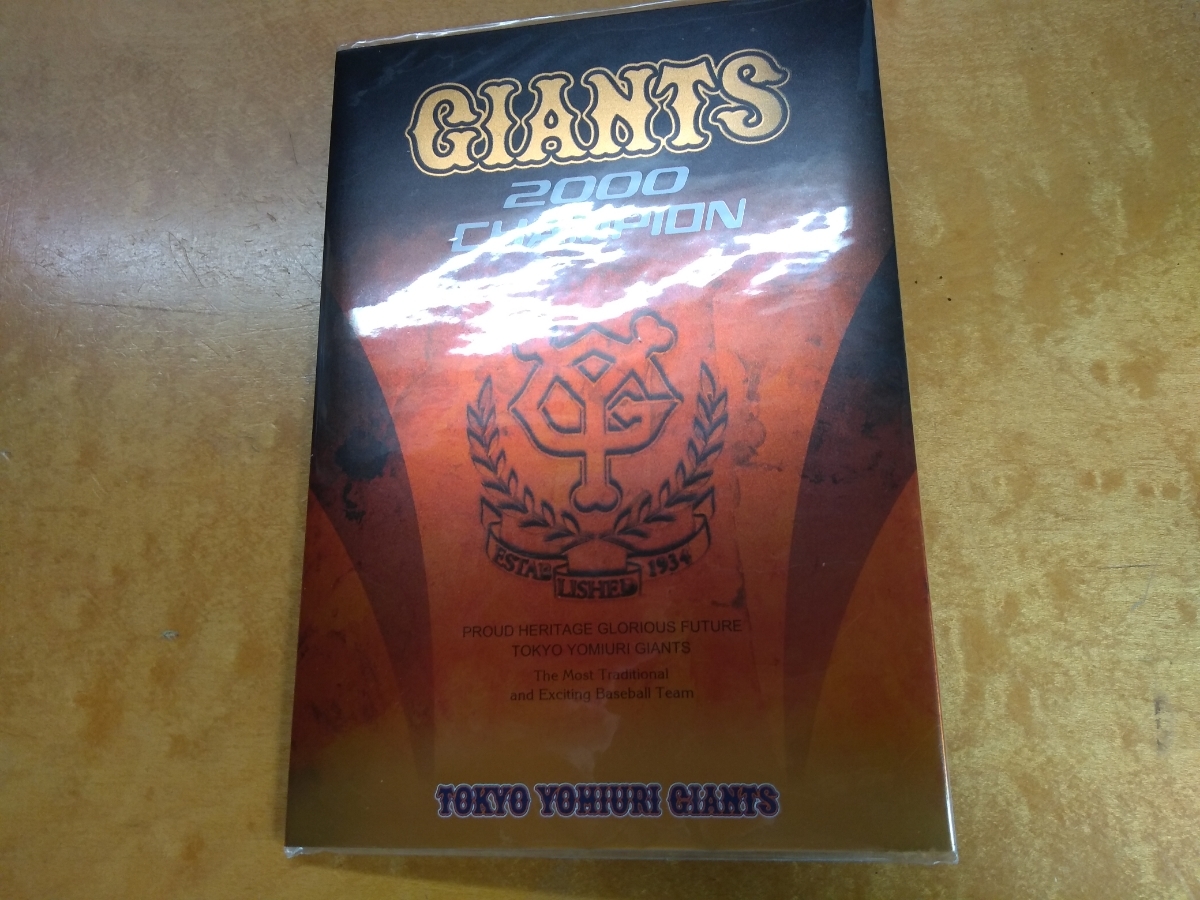 GIANTS
2000
CHAMPION
YG
ESTABLISHED 1934
PROUD HERITAGE GLORIOUS FUTURE
TOKYO YOMIURI GIANTS
The Most Traditional
and Exciting Baseball Team
TOKYO YOMIURI GIANTS